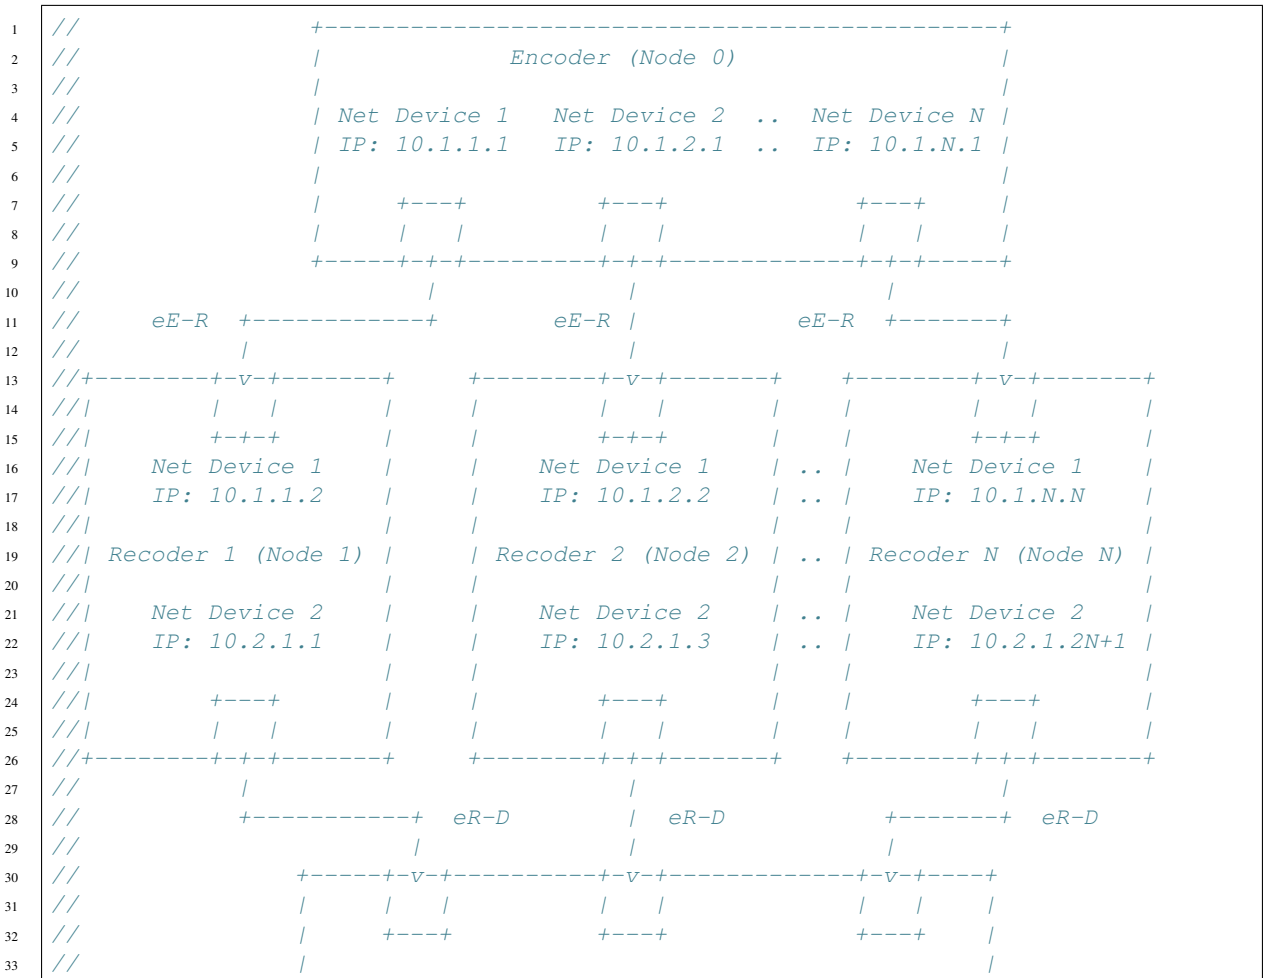 1 //                  +-----------------------------------------------+
2 //                  |             Encoder (Node 0)                  |
3 //                  |                                               |
4 //                  | Net Device 1   Net Device 2  ..  Net Device N |
5 //                  | IP: 10.1.1.1   IP: 10.1.2.1  ..  IP: 10.1.N.1 |
6 //                  |                                               |
7 //                  |     +---+         +---+             +---+     |
8 //                  |     |   |         |   |             |   |     |
9 //                  +-----+-+-+---------+-+-+-------------+-+-+-----+
10 //                          |             |                 |
11 //     eE-R  +------------+        eE-R |           eE-R  +-------+
12 //           |                          |                         |
13 //+--------+-v-+-------+     +--------+-v-+-------+    +--------+-v-+-------+
14 //|        |   |       |     |        |   |       |    |        |   |       |
15 //|        +-+-+       |     |        +-+-+       |    |        +-+-+       |
16 //|    Net Device 1    |     |    Net Device 1    | .. |    Net Device 1    |
17 //|    IP: 10.1.1.2    |     |    IP: 10.1.2.2    | .. |    IP: 10.1.N.N    |
18 //|                    |     |                    |    |                    |
19 //| Recoder 1 (Node 1) |     | Recoder 2 (Node 2) | .. | Recoder N (Node N) |
20 //|                    |     |                    |    |                    |
21 //|    Net Device 2    |     |    Net Device 2    | .. |    Net Device 2    |
22 //|    IP: 10.2.1.1    |     |    IP: 10.2.1.3    | .. |    IP: 10.2.1.2N+1 |
23 //|                    |     |                    |    |                    |
24 //|        +---+       |     |        +---+       |    |        +---+       |
25 //|        |   |       |     |        |   |       |    |        |   |       |
26 //+--------+-+-+-------+     +--------+-+-+-------+    +--------+-+-+-------+
27 //           |                          |                         |
28 //           +-----------+  eR-D        |  eR-D           +-------+  eR-D
29 //                       |              |                 |
30 //               +-----+-v-+----------+-v-+-------------+-v-+----+
31 //               |     |   |          |   |             |   |    |
32 //               |     +---+          +---+             +---+    |
33 //               |                                               |